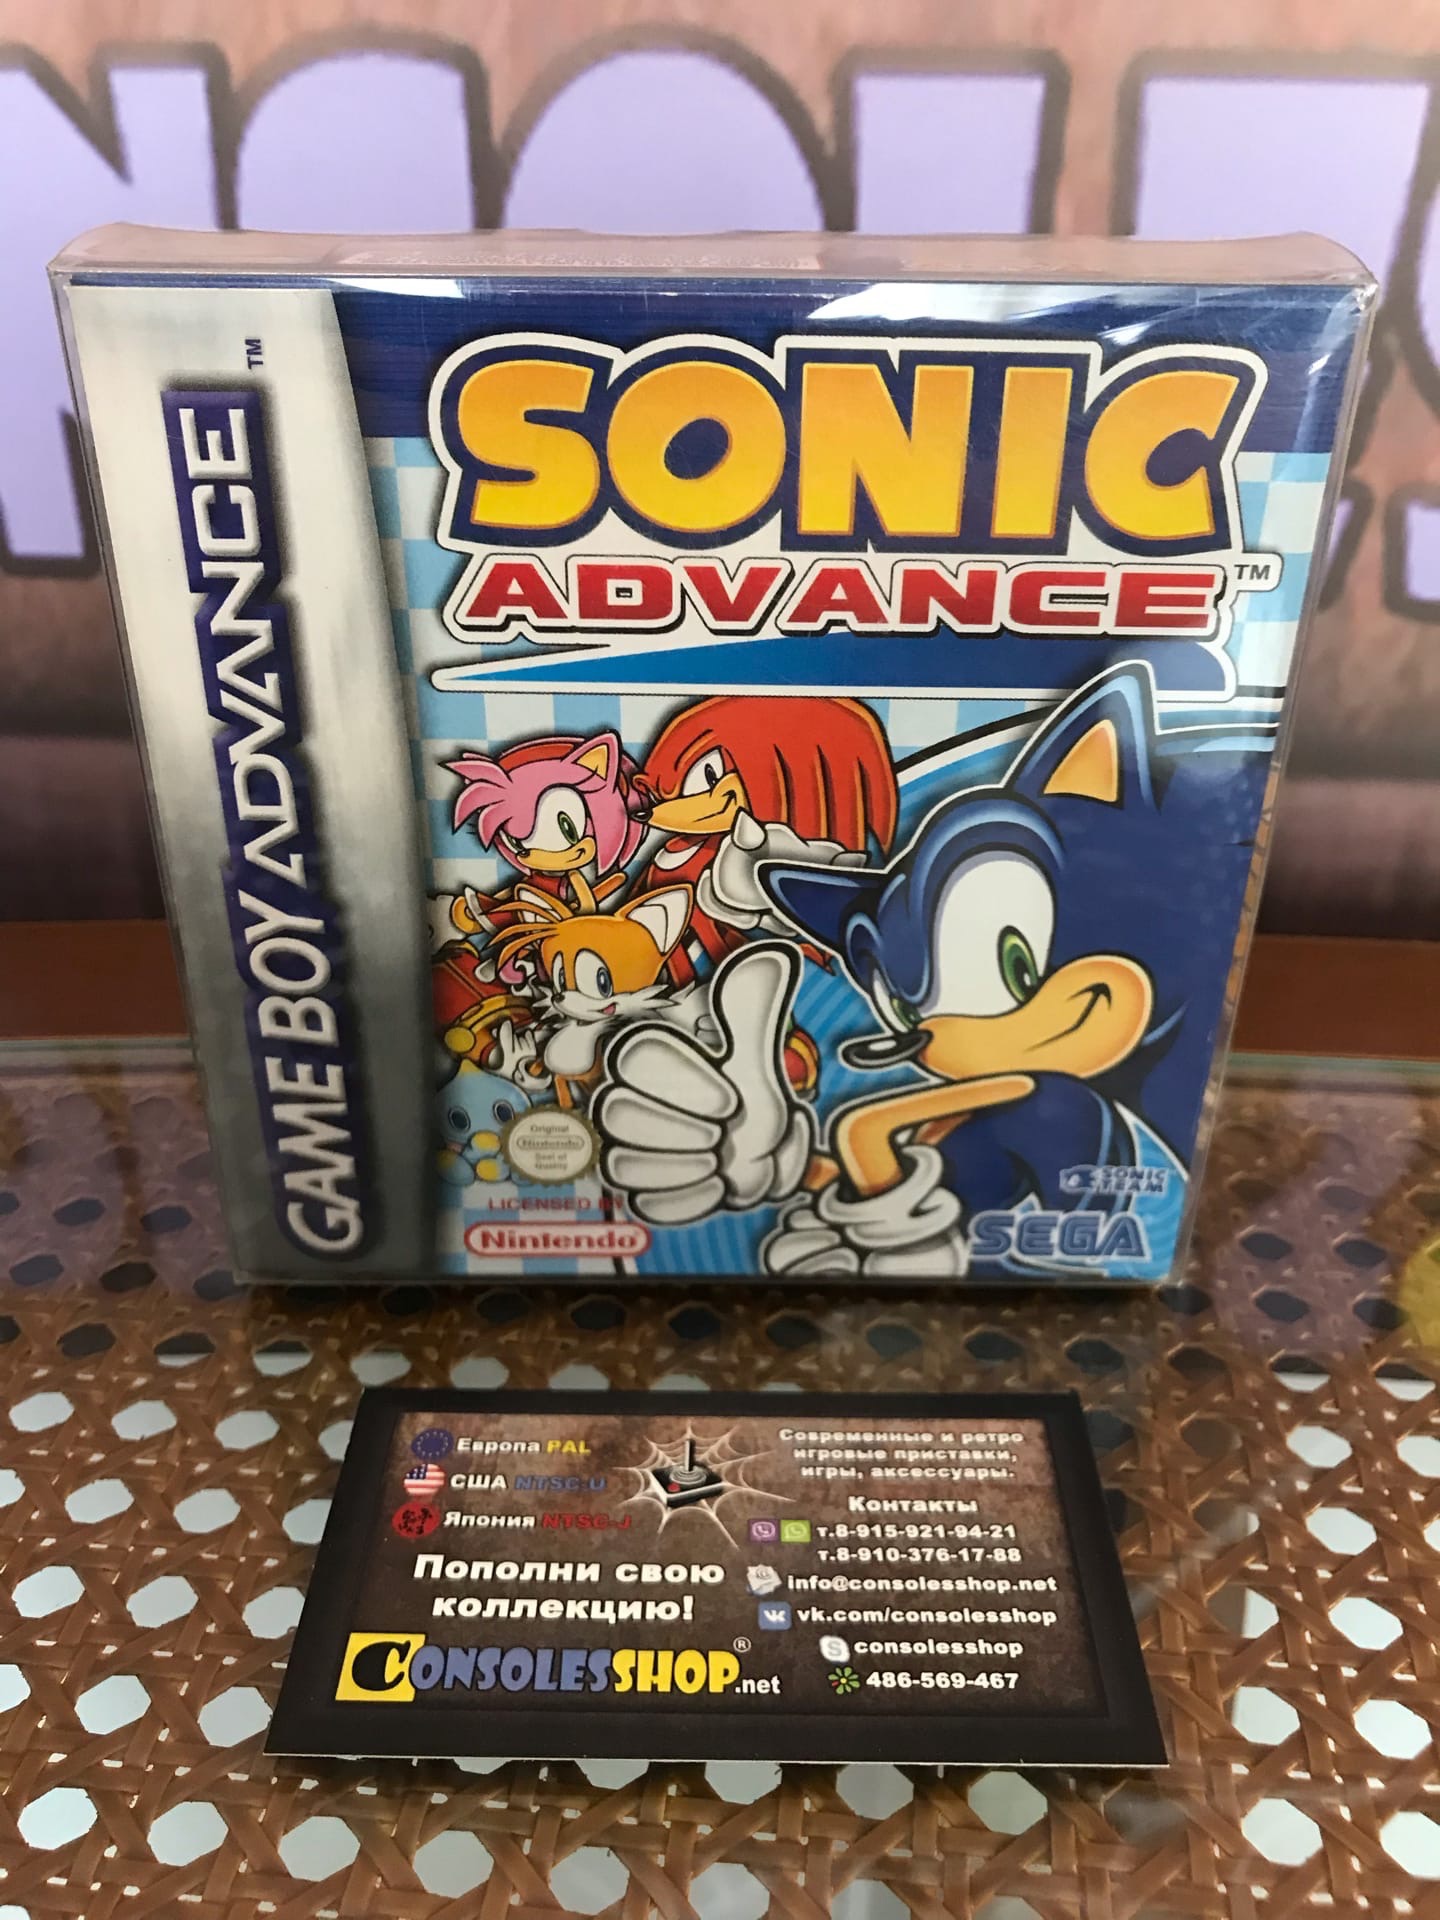 GAME BOY ADVANCE™
SONIC
ADVANCE™
Original
Nintendo
Seal of
Quality
LICENSED BY
Nintendo®
SONIC
TEAM
SEGA
Европа PAL
США NTSC-U
Япония NTSC-J
Пополни свою
коллекцию!
CONSOLESSHOP®.net
Современные и ретро
игровые приставки,
игры, аксессуары.
Контакты
т.8-915-921-94-21
т.8-910-376-17-88
info@consolesshop.net
vk.com/consolesshop
consolesshop
486-569-467